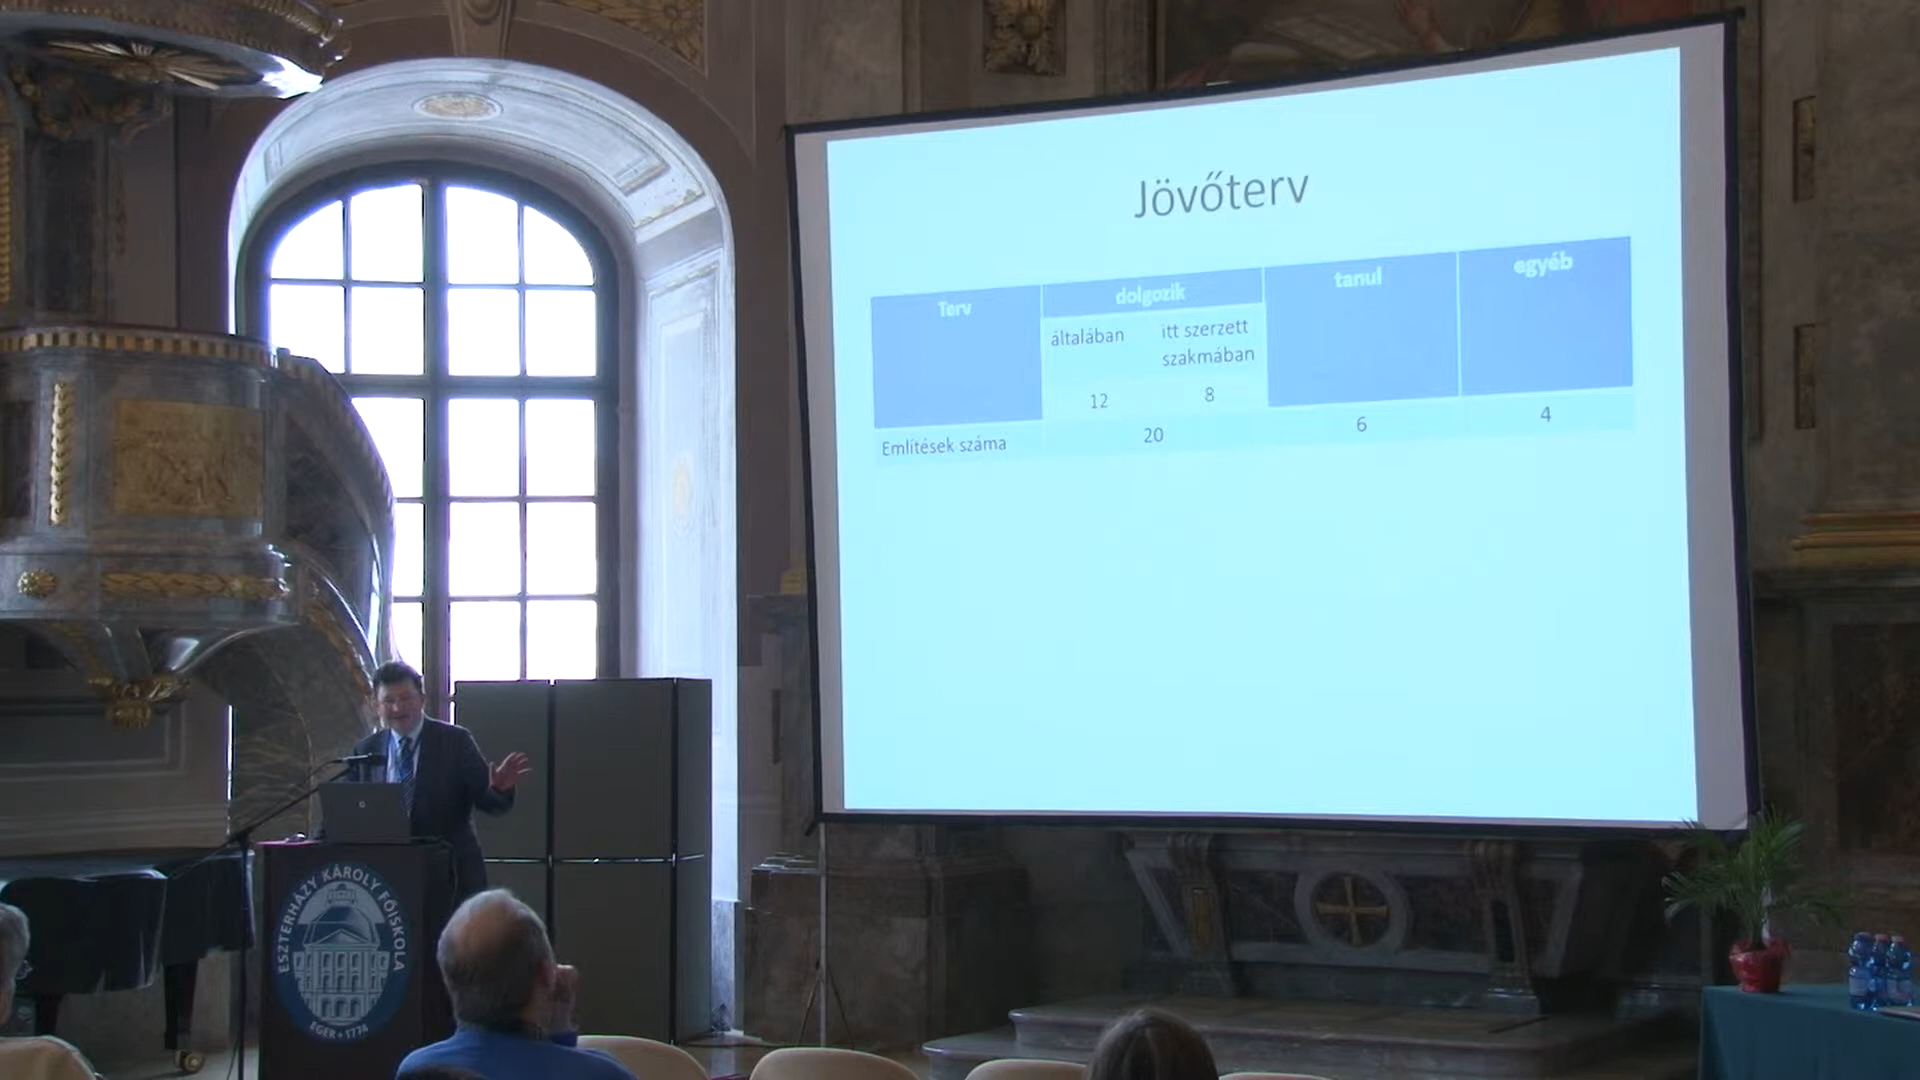 Jövőterv
Terv dolgozik tanul egyéb
általában itt szerzett
szakmában
12 8
Említések száma 20 6 4
ESZTERHÁZY KÁROLY FŐISKOLA
EGER • 1774